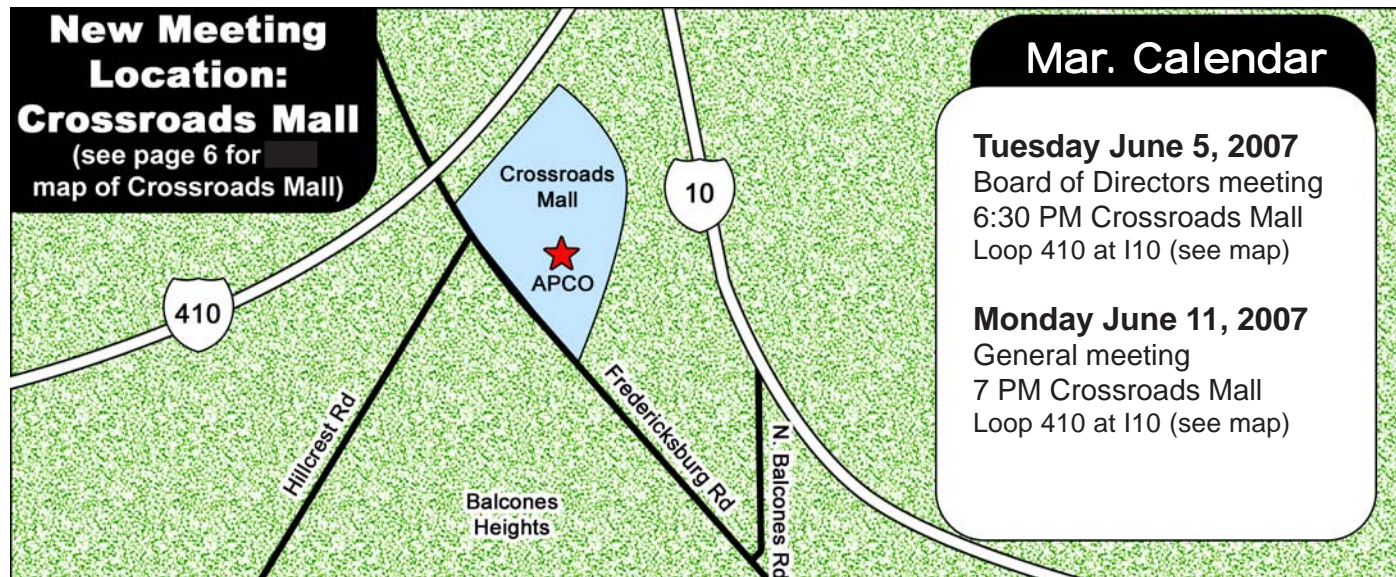 New Meeting
Location:
Crossroads Mall
(see page 6 for
map of Crossroads Mall)
Crossroads
Mall
APCO
410
10
Hillcrest Rd
Fredericksburg Rd
N. Balcones Rd
Balcones
Heights
Mar. Calendar
Tuesday June 5, 2007
Board of Directors meeting
6:30 PM Crossroads Mall
Loop 410 at I10 (see map)
Monday June 11, 2007
General meeting
7 PM Crossroads Mall
Loop 410 at I10 (see map)